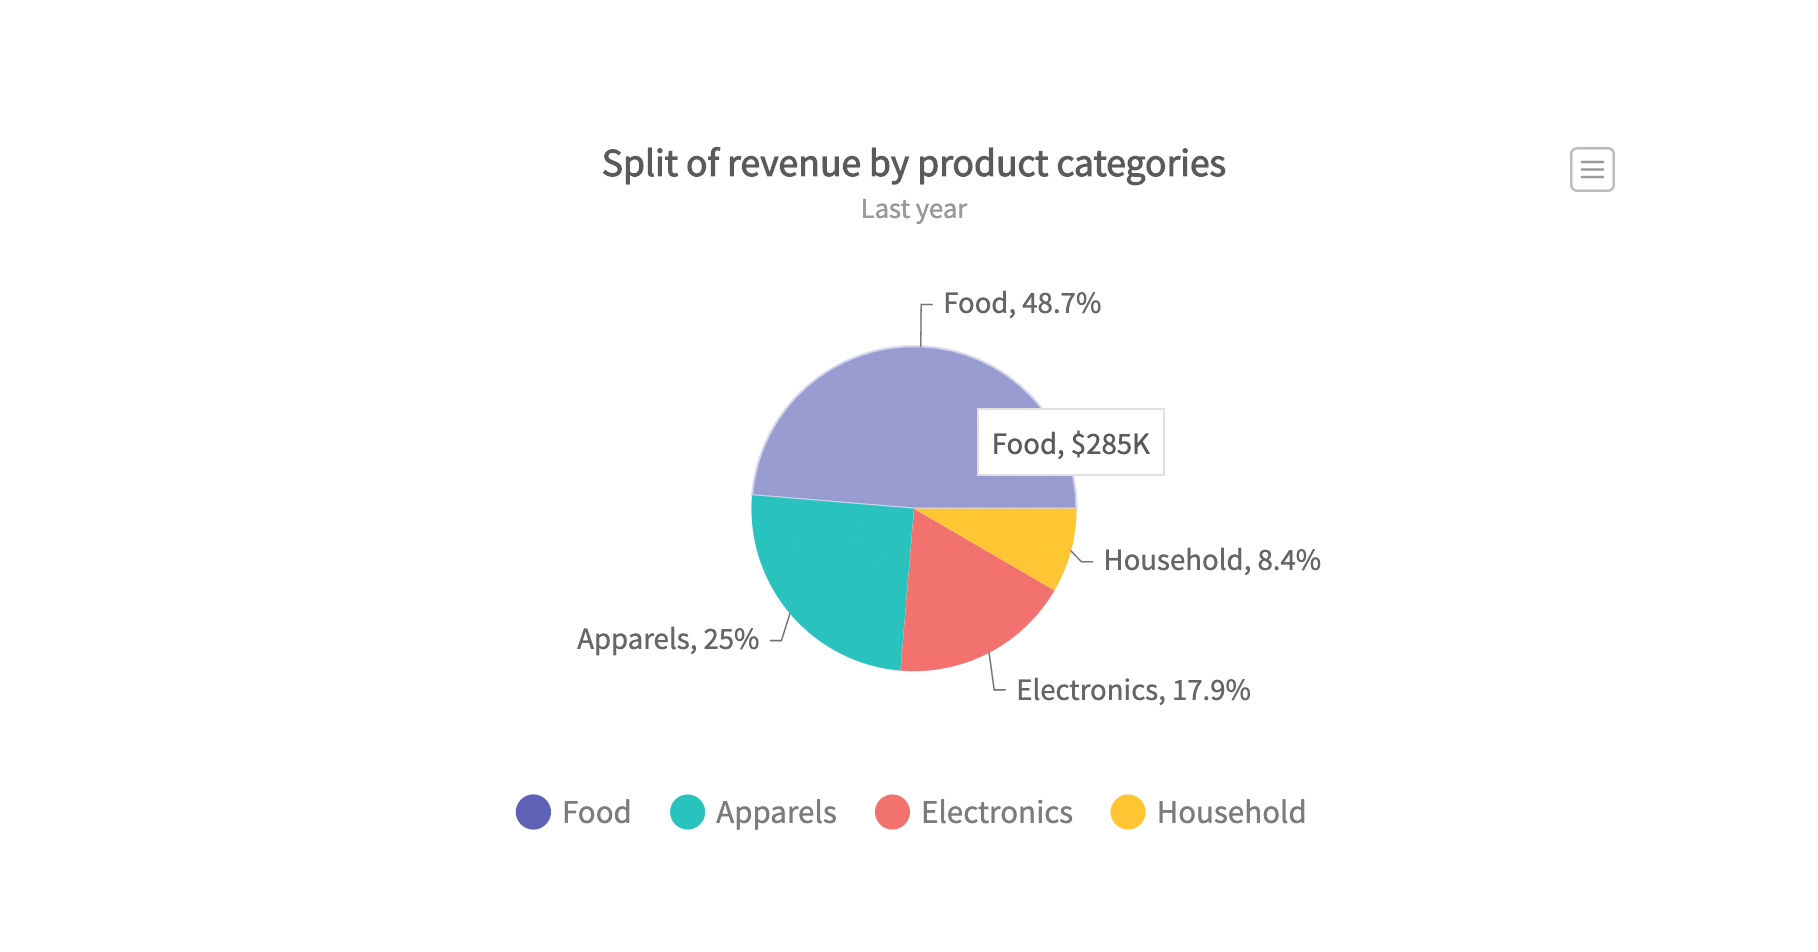 Split of revenue by product categories
Last year
Food, 48.7%
Food, $285K
Household, 8.4%
Apparels, 25%
Electronics, 17.9%
Food
Apparels
Electronics
Household